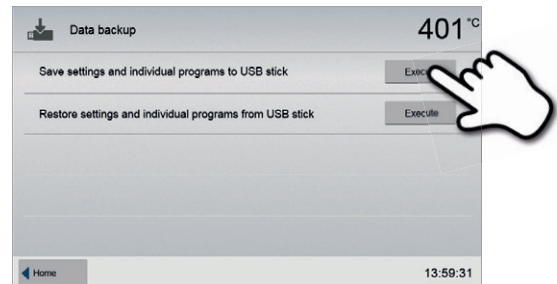 Data backup
401 °C
Save settings and individual programs to USB stick
Restore settings and individual programs from USB stick
Execute
Home
13:59:31